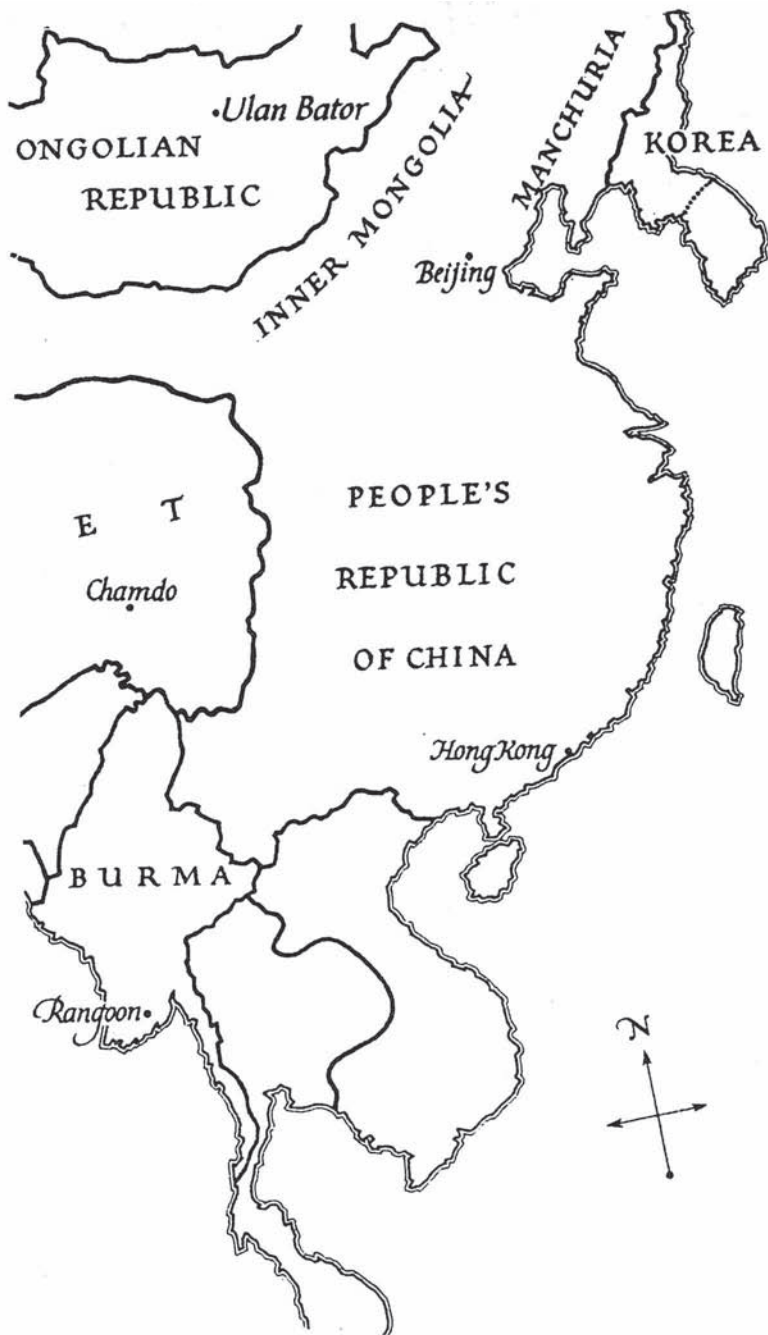 Ulan Bator
ONGOLIAN
REPUBLIC
INNER MONGOLIA
MANCHURIA
KOREA
Beijing
E T
Chamdo
PEOPLE'S
REPUBLIC
OF CHINA
Hong Kong
BURMA
Rangoon
N